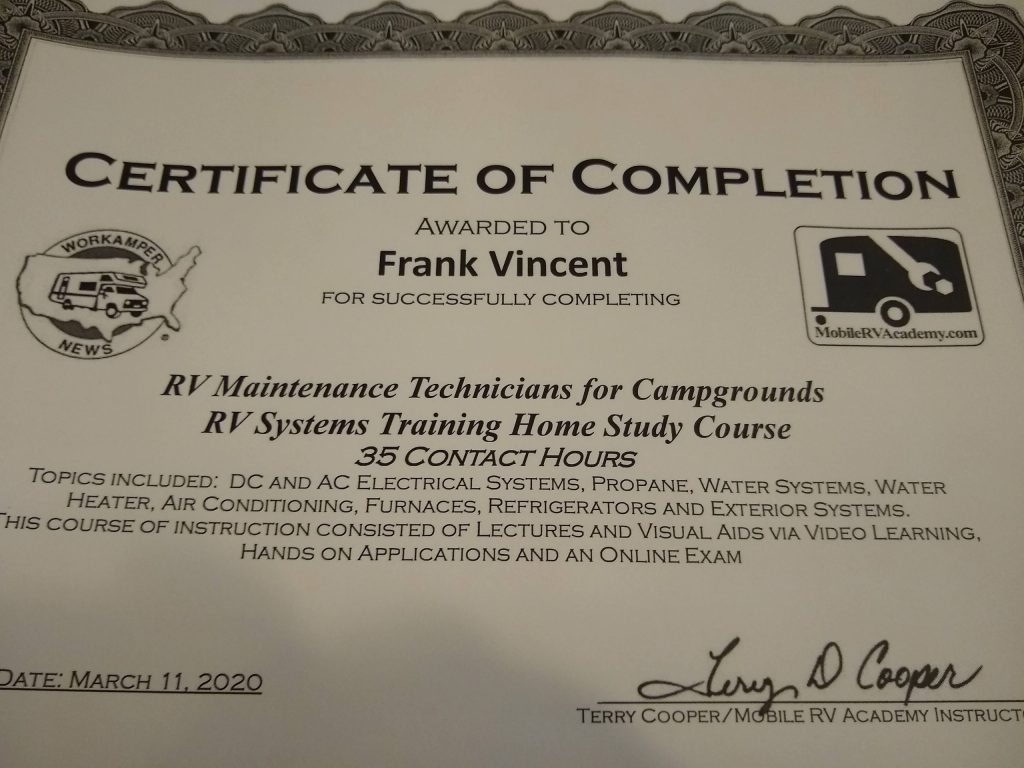 CERTIFICATE OF COMPLETION
AWARDED TO
Frank Vincent
FOR SUCCESSFULLY COMPLETING
WORKAMPER
NEWS
MobileRVAcademy.com
RV Maintenance Technicians for Campgrounds
RV Systems Training Home Study Course
35 CONTACT HOURS
TOPICS INCLUDED: DC AND AC ELECTRICAL SYSTEMS, PROPANE, WATER SYSTEMS, WATER
HEATER, AIR CONDITIONING, FURNACES, REFRIGERATORS AND EXTERIOR SYSTEMS.
THIS COURSE OF INSTRUCTION CONSISTED OF LECTURES AND VISUAL AIDS VIA VIDEO LEARNING,
HANDS ON APPLICATIONS AND AN ONLINE EXAM
Terry D Cooper
DATE: MARCH 11, 2020
TERRY COOPER/MOBILE RV ACADEMY INSTRUCTO